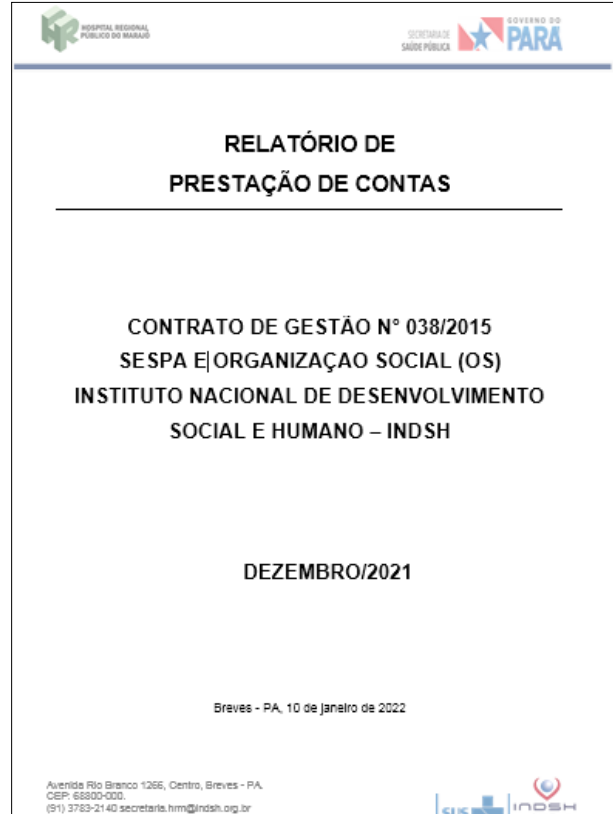 HOSPITAL REGIONAL
PÚBLICO DO MARAJÓ
SECRETARIA DE
SAÚDE PÚBLICA
GOVERNO DO
PARÁ
RELATÓRIO DE
PRESTAÇÃO DE CONTAS
CONTRATO DE GESTÃO N° 038/2015
SESPA E ORGANIZAÇAO SOCIAL (OS)
INSTITUTO NACIONAL DE DESENVOLVIMENTO
SOCIAL E HUMANO – INDSH
DEZEMBRO/2021
Breves - PA, 10 de janeiro de 2022
Avenida Rio Branco 1266, Centro, Breves - PA.
CEP: 68800-000.
(91) 3783-2140 secretaria.hrm@indsh.org.br
SUS
INDSH